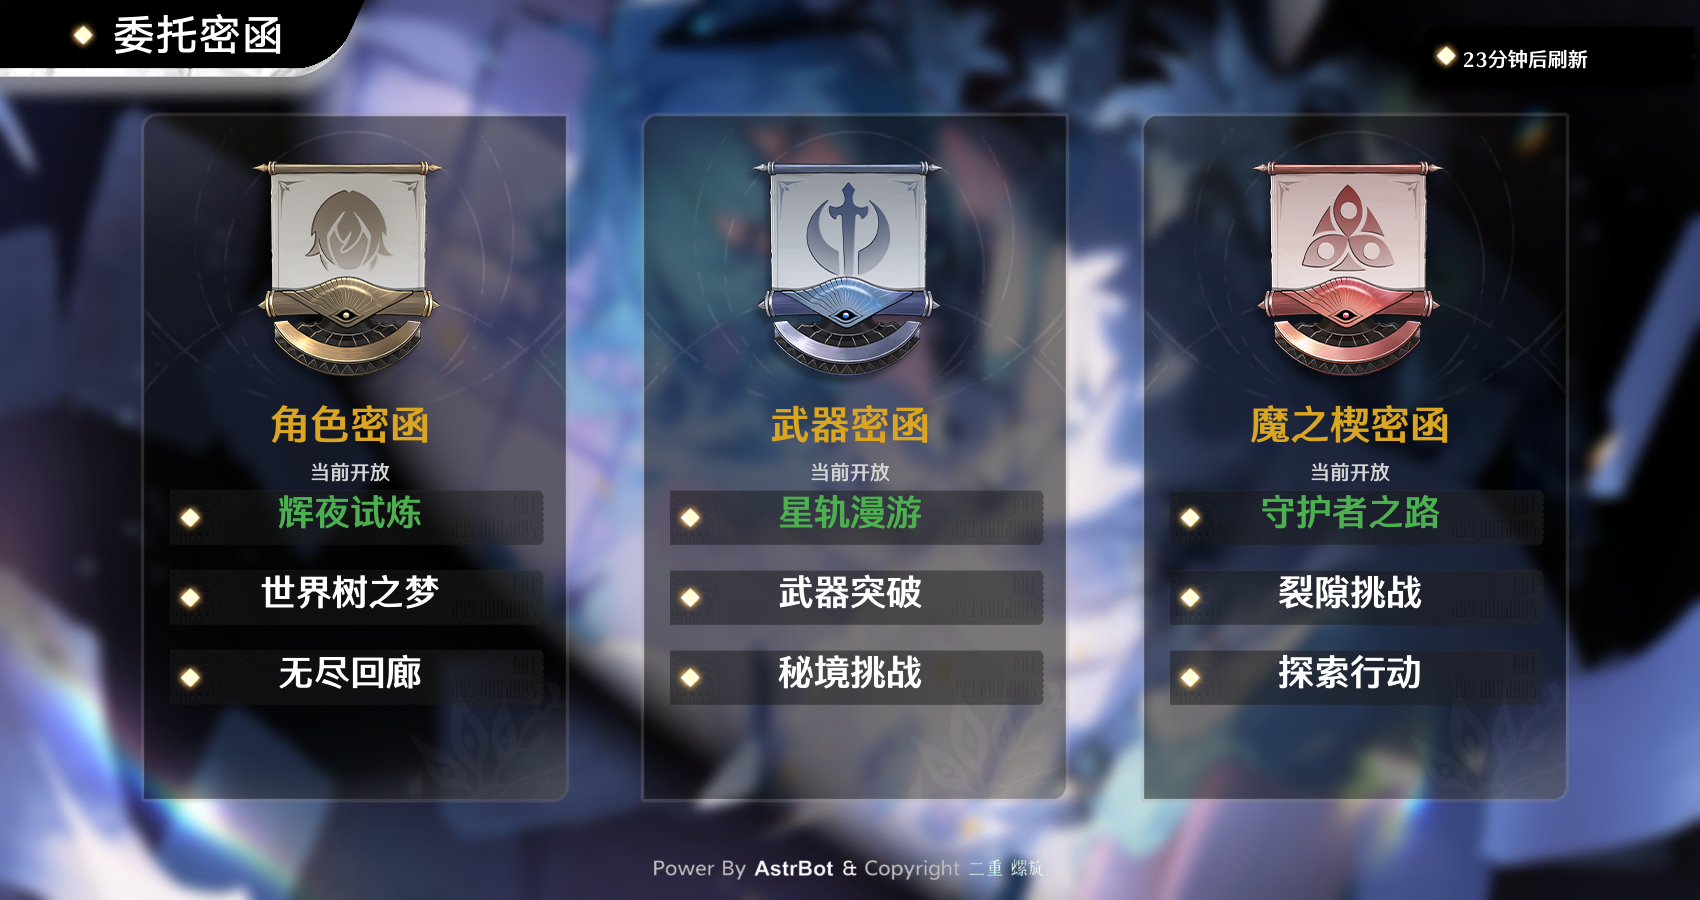 委托密函
23分钟后刷新
角色密函
当前开放
辉夜试炼
世界树之梦
无尽回廊
武器密函
当前开放
星轨漫游
武器突破
秘境挑战
魔之楔密函
当前开放
守护者之路
裂隙挑战
探索行动
Power By AstrBot & Copyright 二重 螺旋